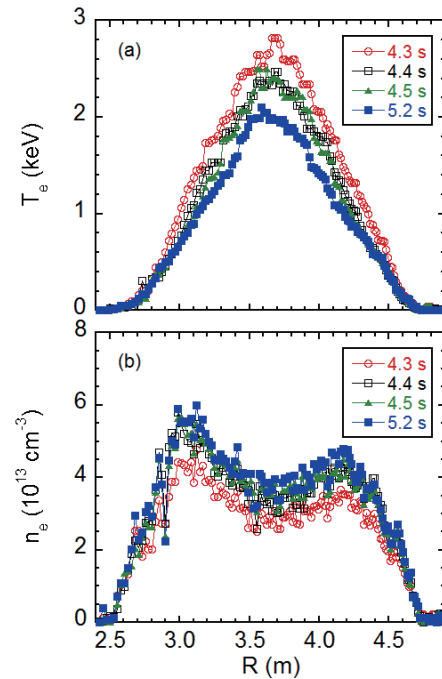 3
(a)
4.3 s
4.4 s
4.5 s
5.2 s
2
T_e (keV)
1
0
8
(b)
4.3 s
4.4 s
4.5 s
5.2 s
6
n_e (10^13 cm^-3)
4
2
0
2.5 3.0 3.5 4.0 4.5
R (m)